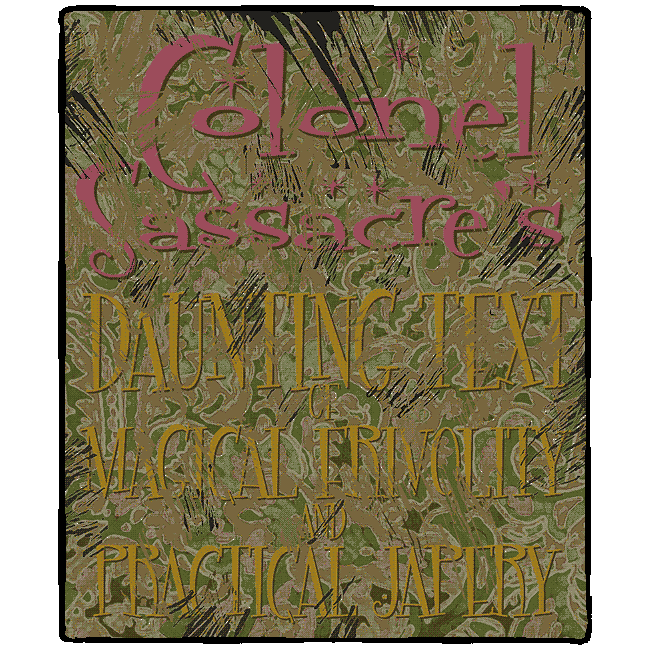 Colonel
Sassacre's
DAUNTING TEXT
OF
MAGICAL FRIVOLITY
AND
PRACTICAL JAPERY